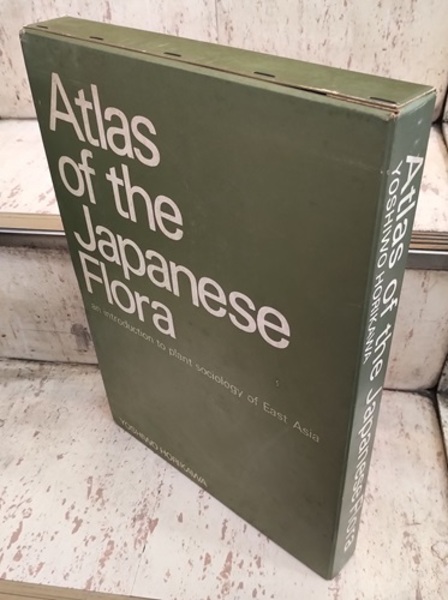 Atlas
of the
Japanese
Flora
an introduction to plant sociology of East Asia
YOSHIWO HORIKAWA
Atlas of the Japanese Flora
YOSHIWO HORIKAWA